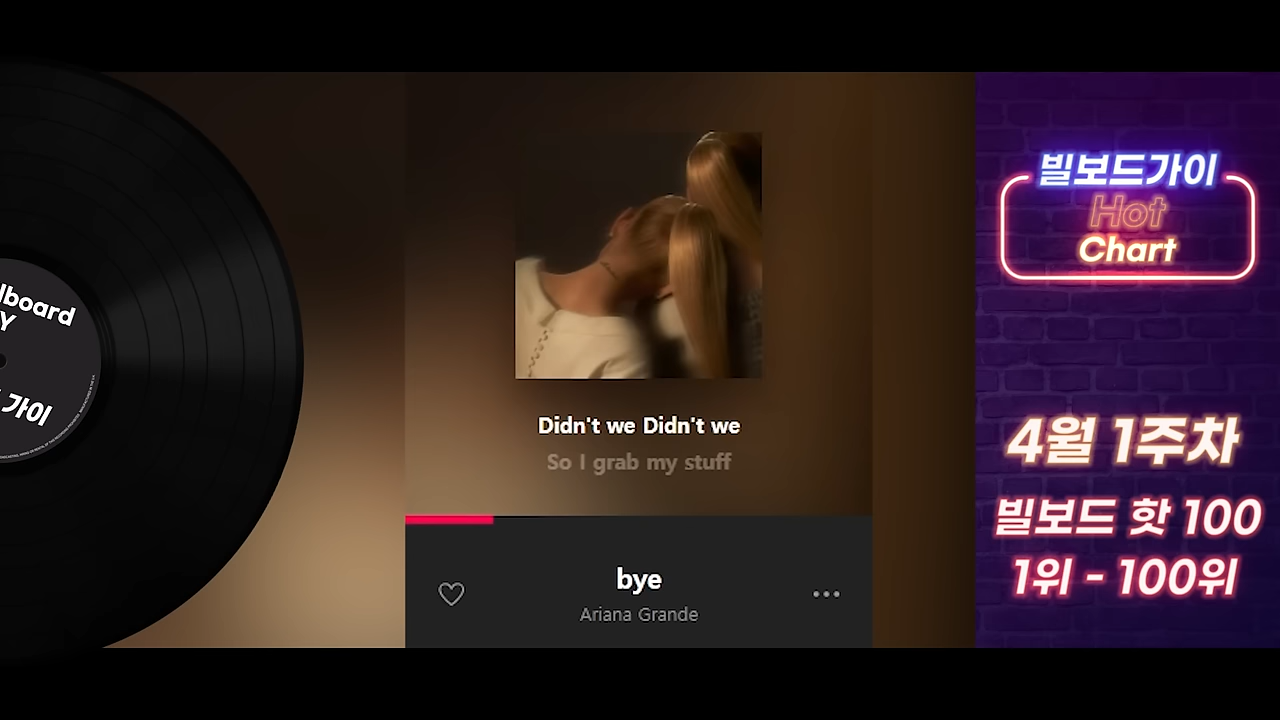 lboard
Y
가이
Didn't we Didn't we
So I grab my stuff
bye
Ariana Grande
빌보드가이
Hot
Chart
4월 1주차
빌보드 핫 100
1위 - 100위